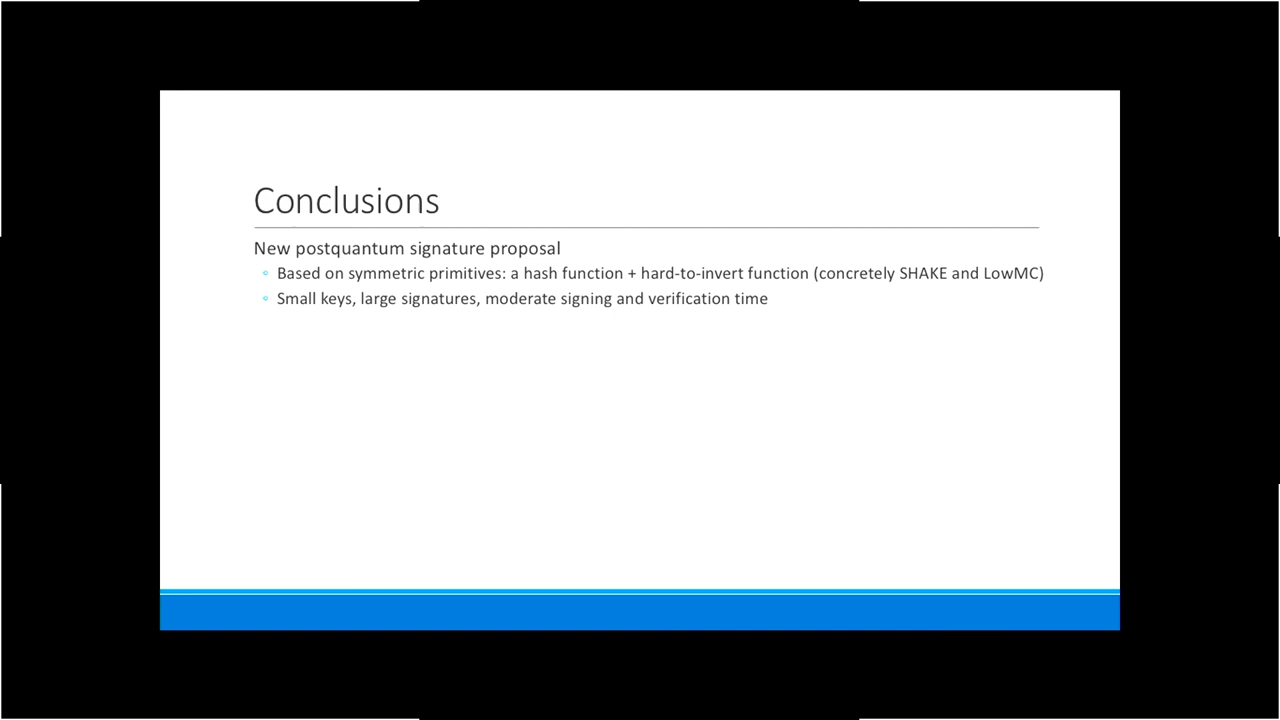 Conclusions
New postquantum signature proposal
◦ Based on symmetric primitives: a hash function + hard-to-invert function (concretely SHAKE and LowMC)
◦ Small keys, large signatures, moderate signing and verification time